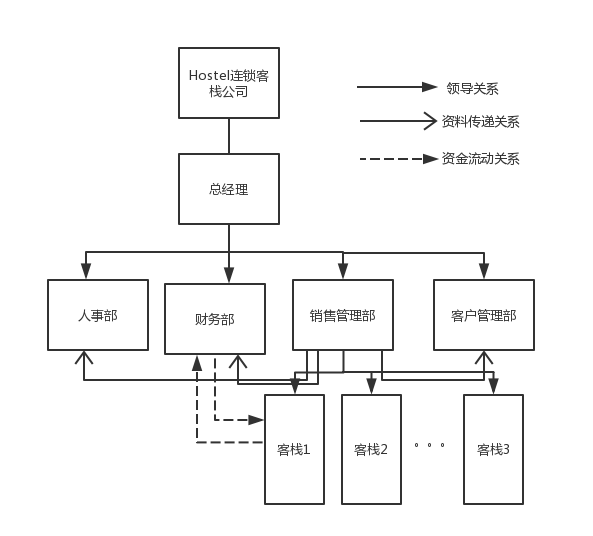 Hostel连锁客
栈公司
领导关系
资料传递关系
资金流动关系
总经理
人事部
财务部
销售管理部
客户管理部
客栈1
客栈2
。。。
客栈3